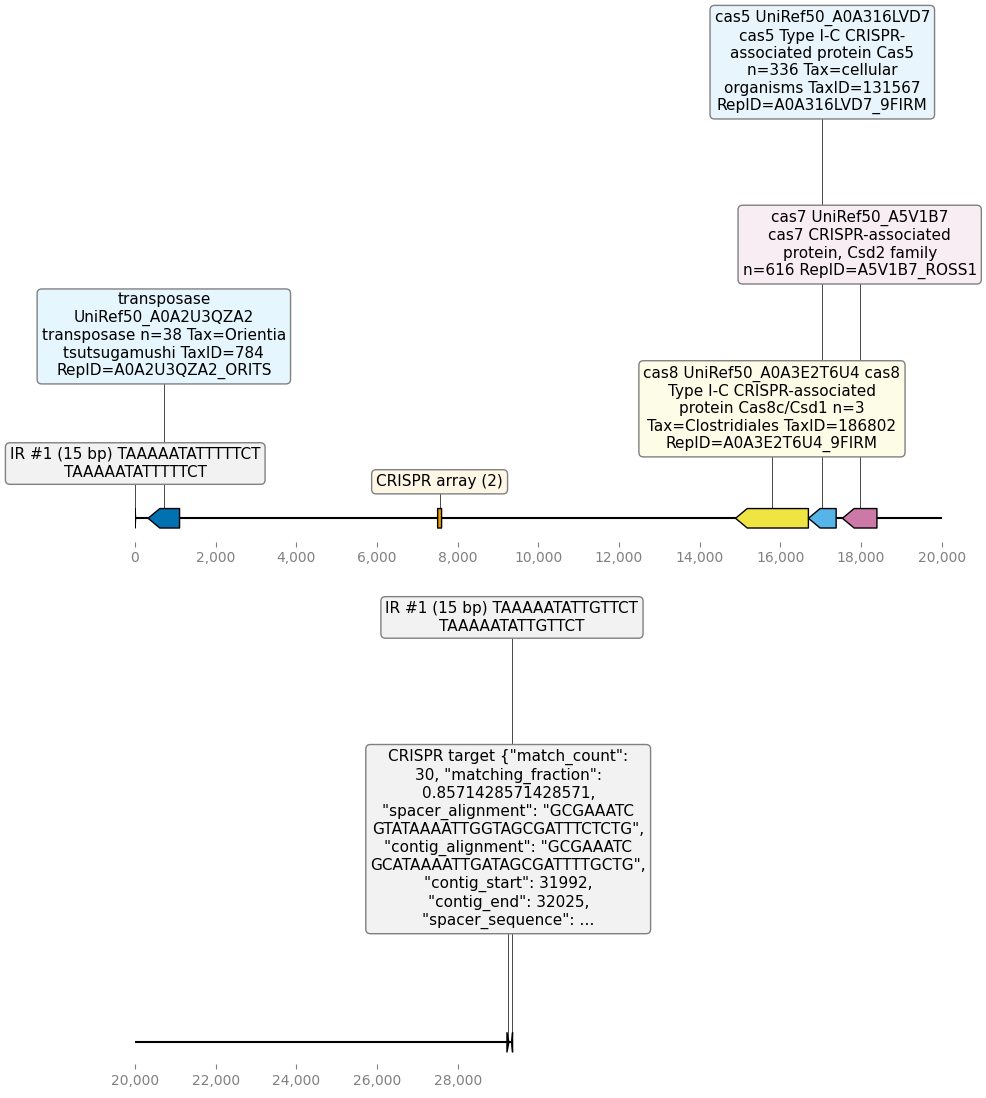 cas5 UniRef50_A0A316LVD7
cas5 Type I-C CRISPR-
associated protein Cas5
n=336 Tax=cellular
organisms TaxID=131567
RepID=A0A316LVD7_9FIRM
cas7 UniRef50_A5V1B7
cas7 CRISPR-associated
protein, Csd2 family
n=616 RepID=A5V1B7_ROSS1
transposase
UniRef50_A0A2U3QZA2
transposase n=38 Tax=Orientia
tsutsugamushi TaxID=784
RepID=A0A2U3QZA2_ORITS
cas8 UniRef50_A0A3E2T6U4 cas8
Type I-C CRISPR-associated
protein Cas8c/Csd1 n=3
Tax=Clostridiales TaxID=186802
RepID=A0A3E2T6U4_9FIRM
IR #1 (15 bp) TAAAAATATTTTTCT
TAAAAATATTTTTCT
CRISPR array (2)
0 2,000 4,000 6,000 8,000 10,000 12,000 14,000 16,000 18,000 20,000
IR #1 (15 bp) TAAAAATATTGTTCT
TAAAAATATTGTTCT
CRISPR target {"match_count":
30, "matching_fraction":
0.8571428571428571,
"spacer_alignment": "GCGAAATC
GTATAAAATTGGTAGCGATTTCTCTG",
"contig_alignment": "GCGAAATC
GCATAAAATTGATAGCGATTTTGCTG",
"contig_start": 31992,
"contig_end": 32025,
"spacer_sequence": ...
20,000 22,000 24,000 26,000 28,000